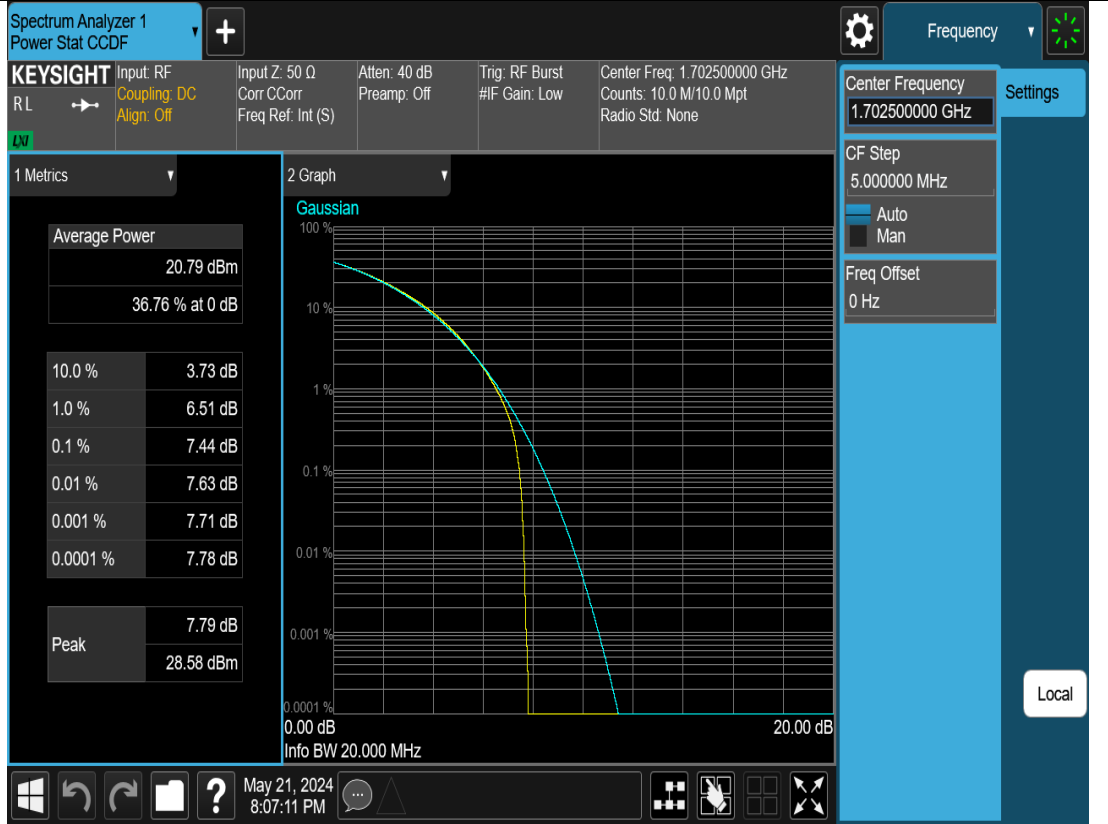 Spectrum Analyzer 1
Power Stat CCDF
+
Frequency
KEYSIGHT
RL
LXI
Input: RF
Coupling: DC
Align: Off
Input Z: 50 Ω
Corr CCorr
Freq Ref: Int (S)
Atten: 40 dB
Preamp: Off
Trig: RF Burst
#IF Gain: Low
Center Freq: 1.702500000 GHz
Counts: 10.0 M/10.0 Mpt
Radio Std: None
Center Frequency
1.702500000 GHz
Settings
CF Step
5.000000 MHz
Auto
Man
Freq Offset
0 Hz
1 Metrics
Average Power
20.79 dBm
36.76 % at 0 dB
10.0 % 3.73 dB
1.0 % 6.51 dB
0.1 % 7.44 dB
0.01 % 7.63 dB
0.001 % 7.71 dB
0.0001 % 7.78 dB
Peak
7.79 dB
28.58 dBm
2 Graph
Gaussian
100 %
10 %
1 %
0.1 %
0.01 %
0.001 %
0.0001 %
0.00 dB 20.00 dB
Info BW 20.000 MHz
Local
?
May 21, 2024
8:07:11 PM